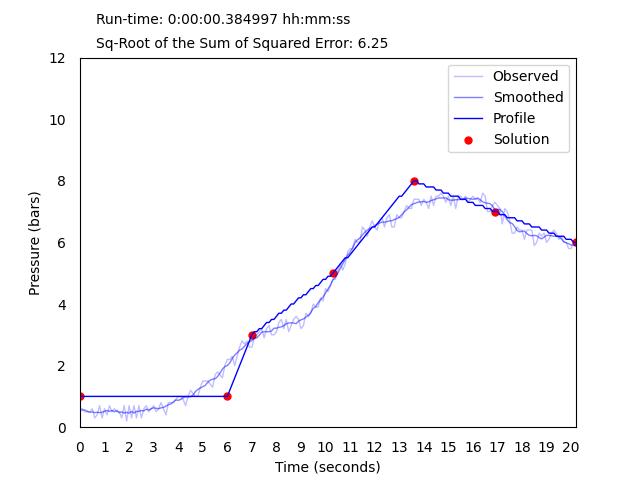 Run-time: 0:00:00.384997 hh:mm:ss
Sq-Root of the Sum of Squared Error: 6.25
12
10
8
6
4
2
0
Pressure (bars)
Observed
Smoothed
Profile
Solution
0 1 2 3 4 5 6 7 8 9 10 11 12 13 14 15 16 17 18 19 20
Time (seconds)